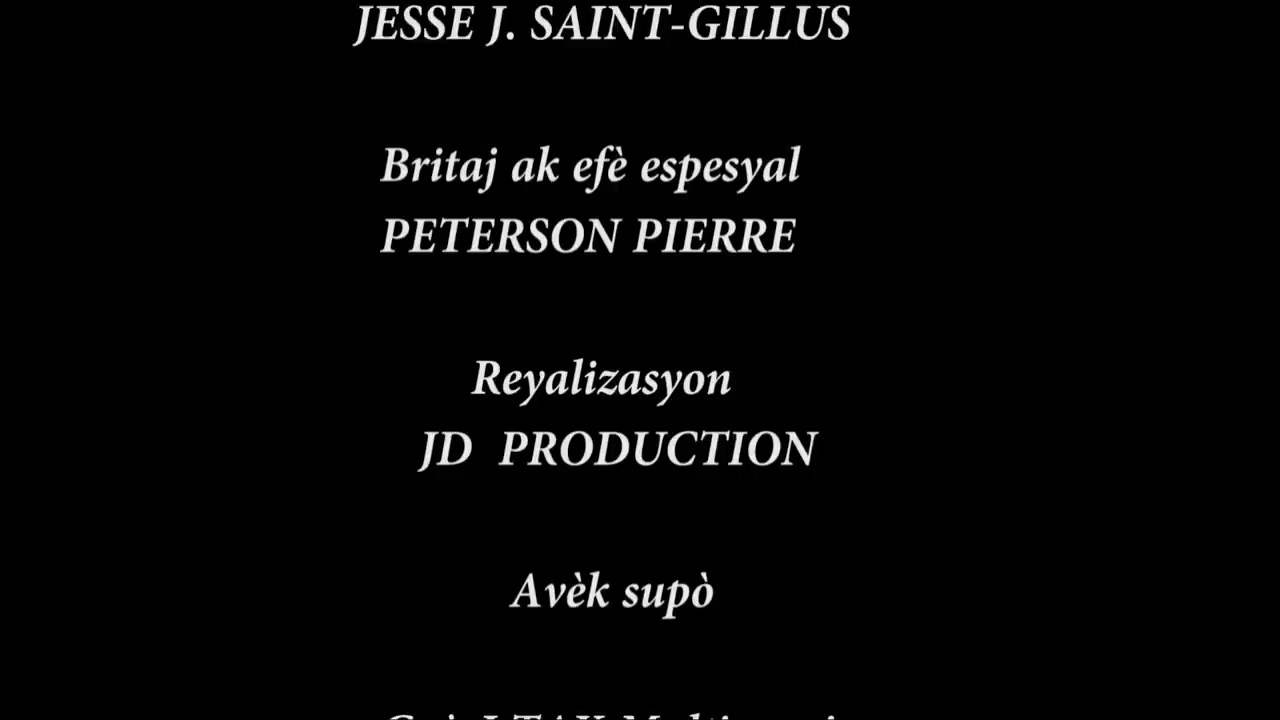 JESSE J. SAINT-GILLUS
Britaj ak efè espesyal
PETERSON PIERRE
Reyalizasyon
JD PRODUCTION
Avèk supò